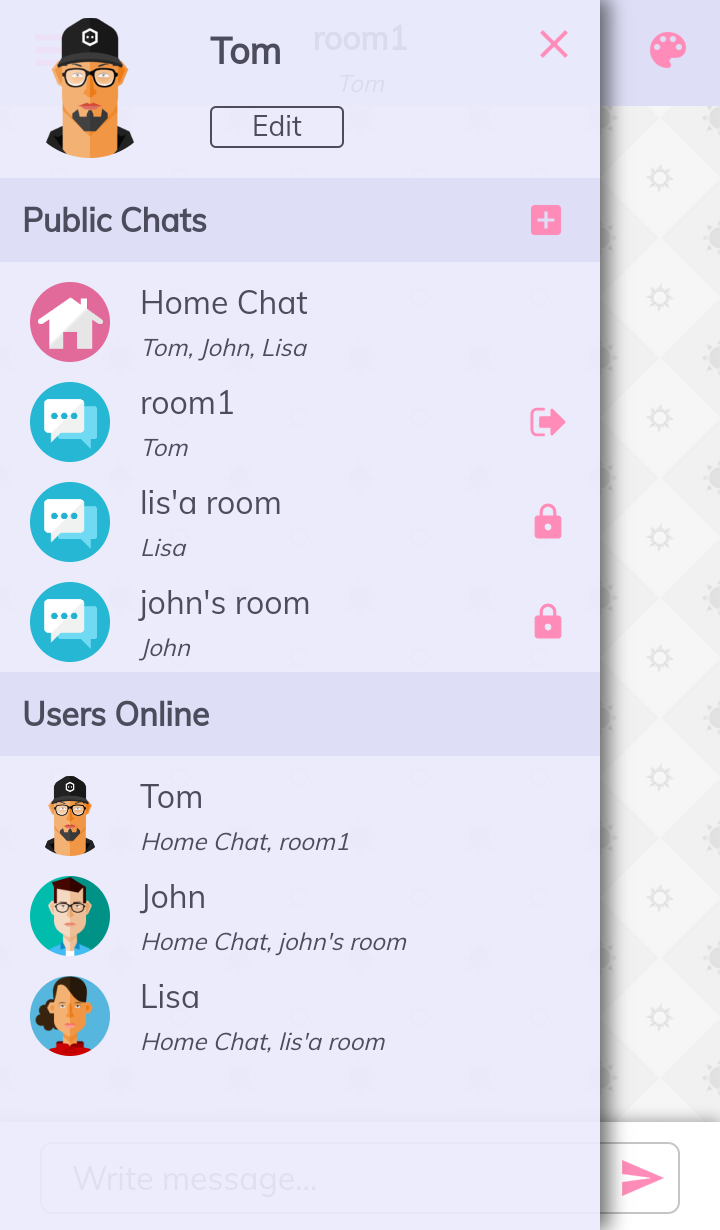 Tom
room1
Tom
Edit
Public Chats
Home Chat
Tom, John, Lisa
room1
Tom
lis'a room
Lisa
john's room
John
Users Online
Tom
Home Chat, room1
John
Home Chat, john's room
Lisa
Home Chat, lis'a room
Write message...